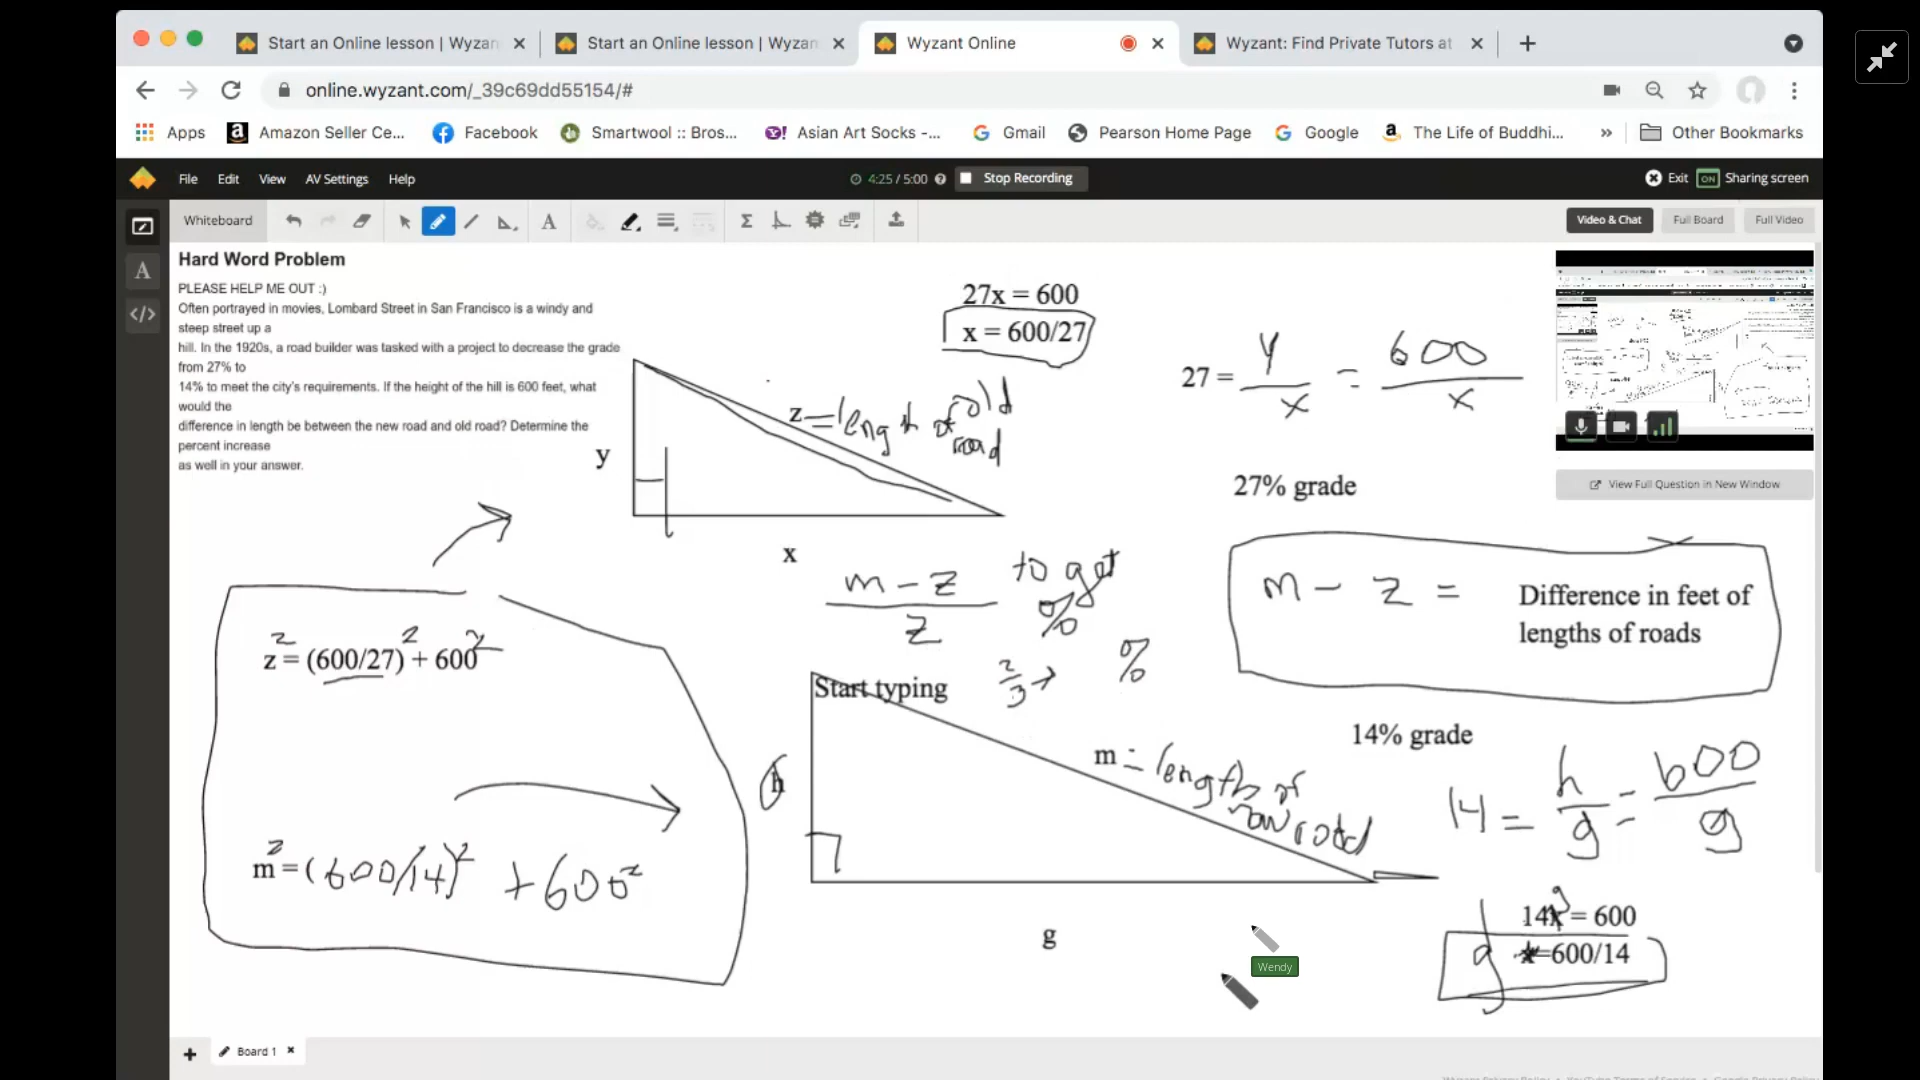 Start an Online lesson | Wyzan
Start an Online lesson | Wyzan
Wyzant Online
Wyzant: Find Private Tutors at
online.wyzant.com/_39c69dd55154/#
Apps
Amazon Seller Ce...
Facebook
Smartwool :: Bros...
Asian Art Socks -...
Gmail
Pearson Home Page
Google
The Life of Buddhi...
»
Other Bookmarks
File Edit View AV Settings Help
4:25 / 5:00
Stop Recording
Exit
ON
Sharing screen
Whiteboard
Video & Chat
Full Board
Full Video
Hard Word Problem
PLEASE HELP ME OUT :)
Often portrayed in movies, Lombard Street in San Francisco is a windy and
steep street up a
hill. In the 1920s, a road builder was tasked with a project to decrease the grade
from 27% to
14% to meet the city's requirements. If the height of the hill is 600 feet, what
would the
difference in length be between the new road and old road? Determine the
percent increase
as well in your answer.
27x = 600
x = 600/27
27 = y/x = 600/x
z = length of old
road
y
x
27% grade
View Full Question in New Window
m - z / z to get
%
2/3 → %
m - z = Difference in feet of
lengths of roads
z² = (600/27)² + 600²
m² = (600/14)² + 600²
Start typing
h
m = length of
new road
g
14% grade
14 = h/g = 600/g
14g = 600
g =600/14
Wendy
Board 1